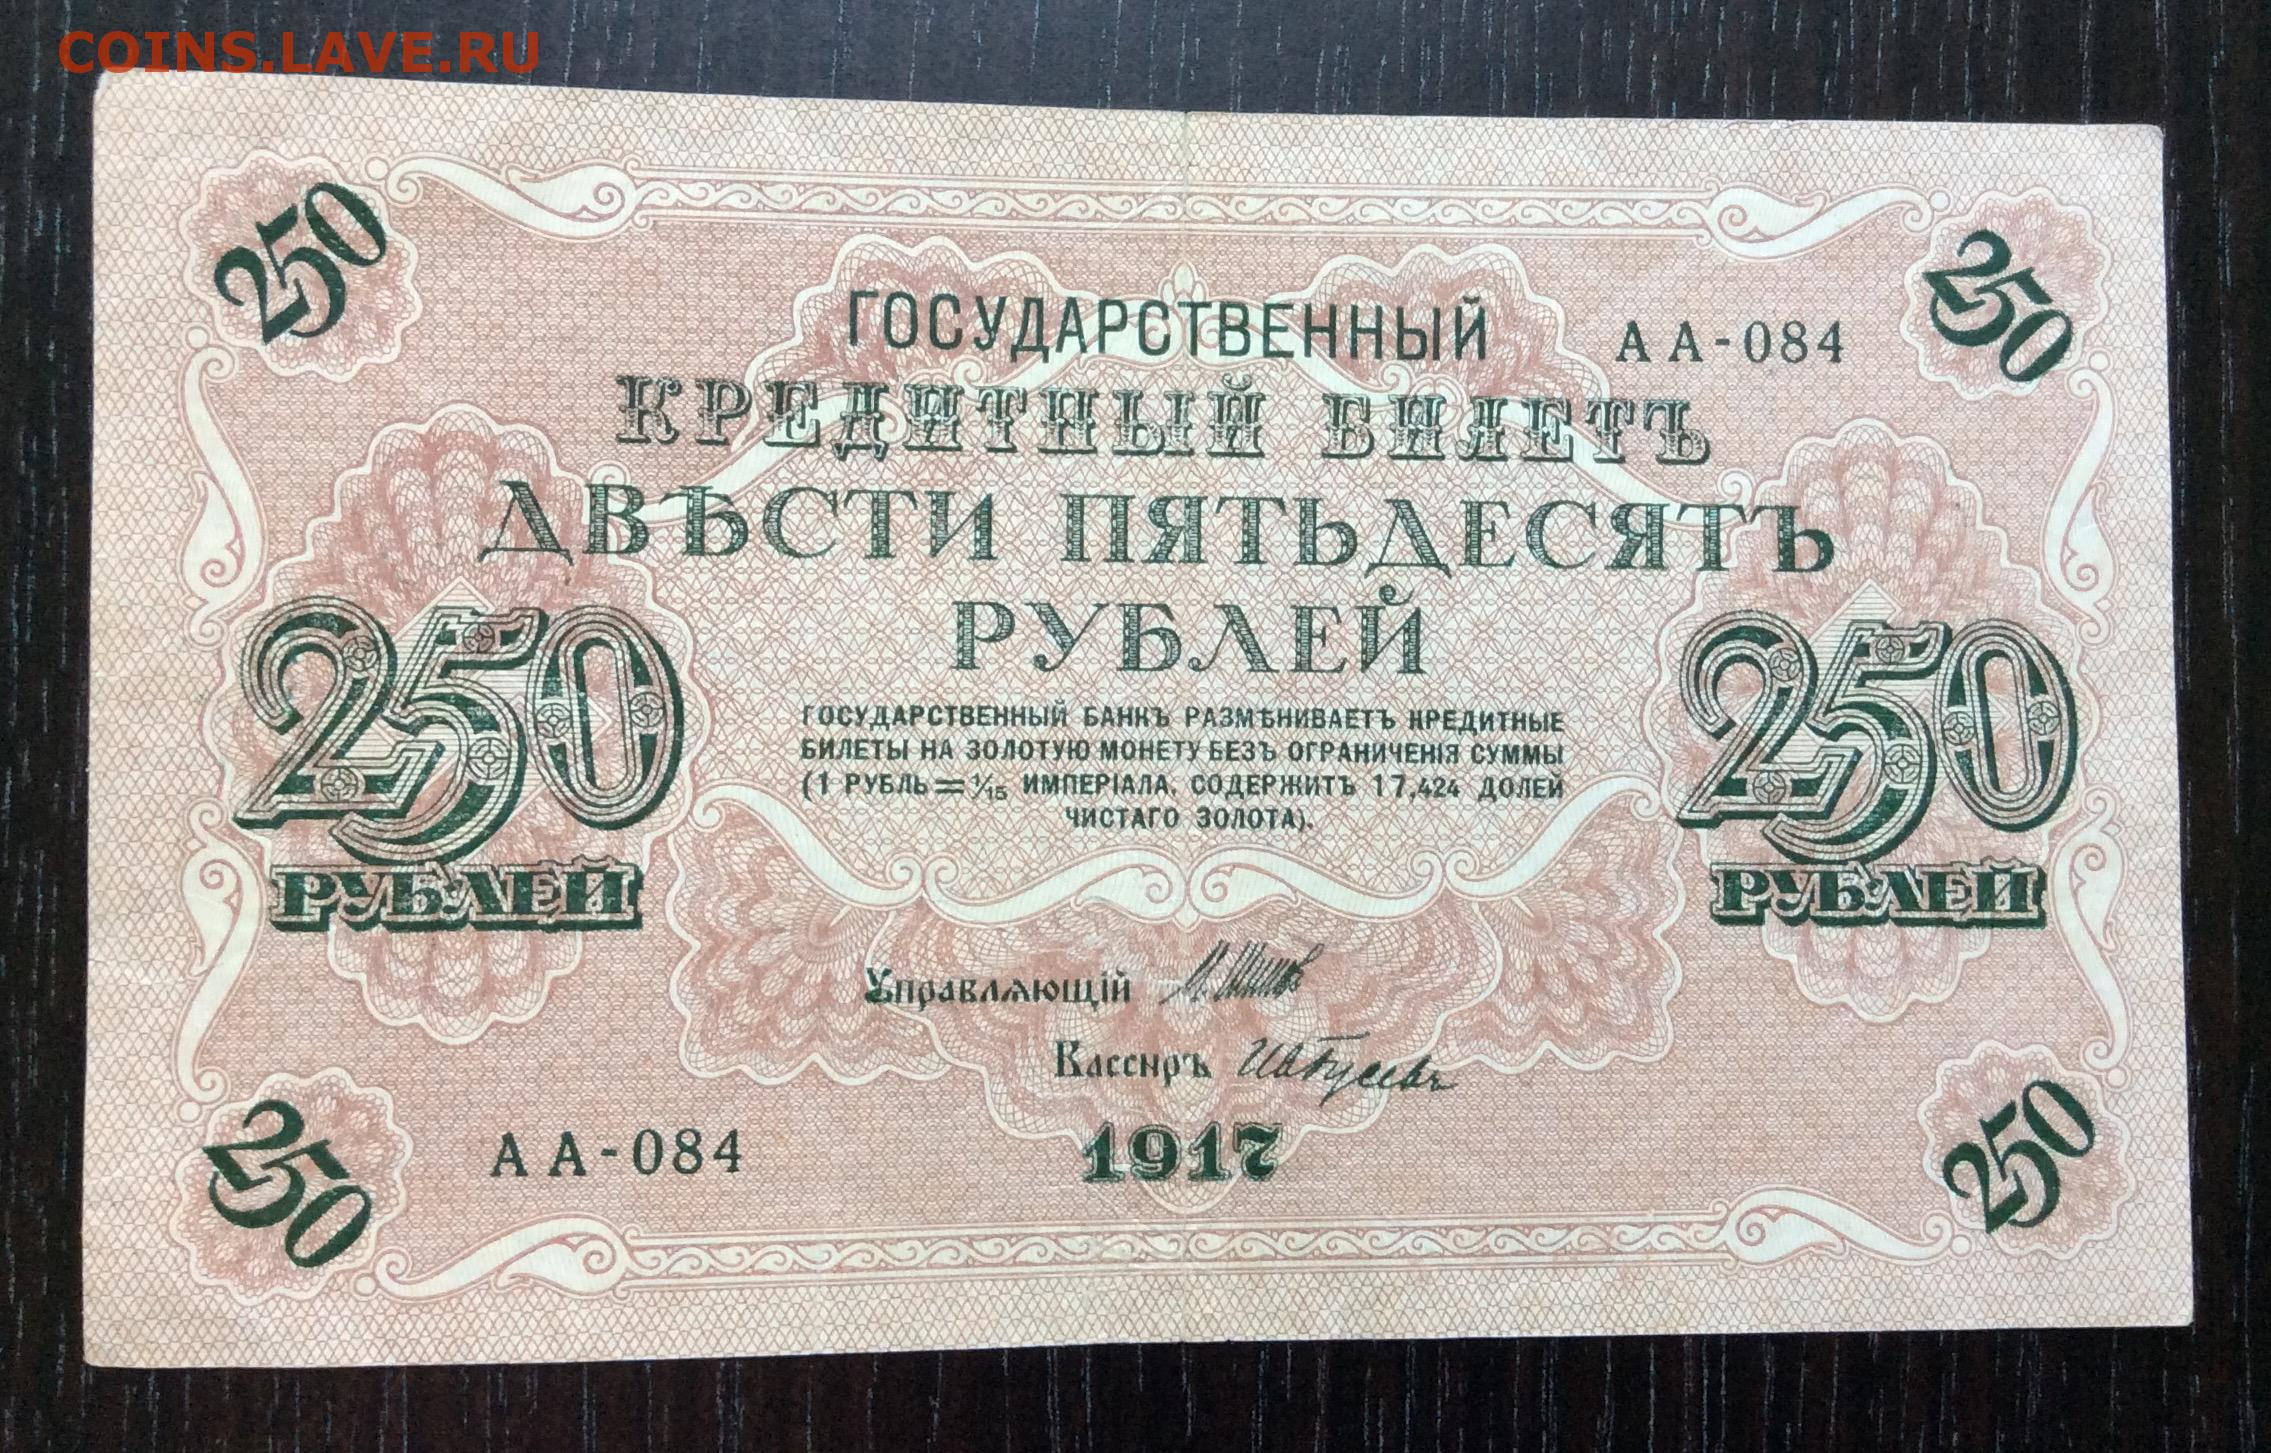 COINS.LAVE.RU
250
250
ГОСУДАРСТВЕННЫЙ
АА-084
КРЕДИТНЫЙ БИЛЕТЪ
ДВѢСТИ ПЯТЬДЕСЯТЪ
РУБЛЕЙ
250
РУБЛЕЙ
ГОСУДАРСТВЕННЫЙ БАНКЪ РАЗМѢНИВАЕТЪ КРЕДИТНЫЕ
БИЛЕТЫ НА ЗОЛОТУЮ МОНЕТУ БЕЗЪ ОГРАНИЧЕНІЯ СУММЫ
(1 РУБЛЬ = 1/15 ИМПЕРІАЛА, СОДЕРЖИТЪ 17,424 ДОЛЕЙ
ЧИСТАГО ЗОЛОТА).
250
РУБЛЕЙ
Управляющій
Кассиръ
АА-084
1917
250
250